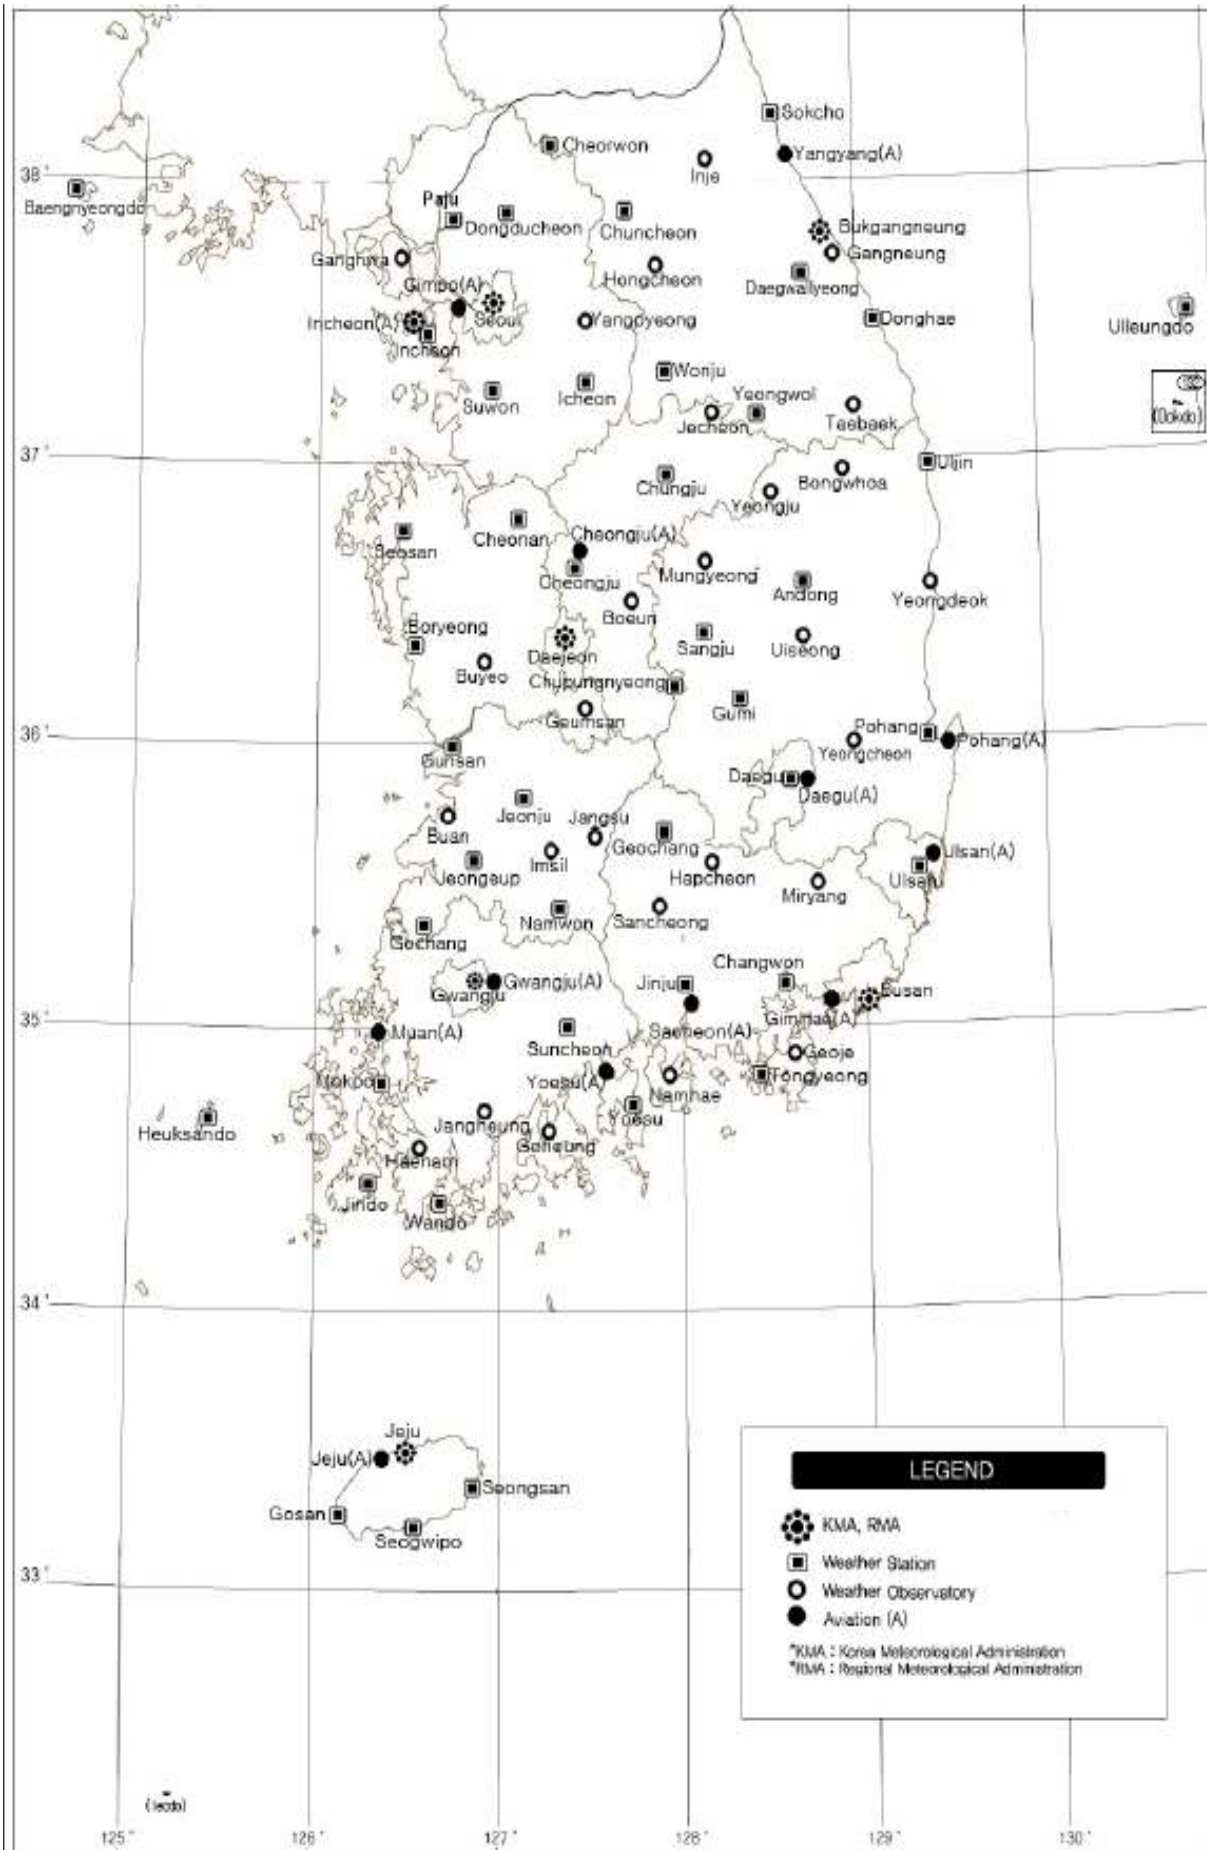 Sokcho
Cheorwon
Yangyang(A)
Inje
38°
Baengnyeongdo
Paju
Dongducheon
Chuncheon
Bukgangneung
Ganghwa
Gangneung
Hongcheon
Gimpo(A)
Daegwallyeong
Incheon(A)
Seoul
Yangpyeong
Donghae
Ulleungdo
Incheon
Wonju
Suwon
Icheon
Yeongwol
(Dokdo)
Jecheon
Taebaek
37°
Uljin
Chungju
Bongwhoa
Yeongju
Seosan
Cheonan
Cheongju(A)
Cheongju
Mungyeong
Andong
Yeongdeok
Boeun
Boryeong
Daejeon
Sangju
Uiseong
Buyeo
Chupungnyeong
Gumi
Geumsan
36°
Pohang
Pohang(A)
Gunsan
Yeongcheon
Daegu
Daegu(A)
Jeonju
Jangsu
Buan
Imsil
Geochang
Ulsan(A)
Jeongeup
Hapcheon
Ulsan
Miryang
Namwon
Sancheong
Gochang
Changwon
Gwangju(A)
Jinju
Gwangju
Busan
Gimhae(A)
35°
Muan(A)
Sacheon(A)
Suncheon
Geoje
Mokpo
Yoesu(A)
Namhae
Tongyeong
Heuksando
Jangheung
Yoesu
Goheung
Haenam
Jindo
Wando
34°
Jeju
Jeju(A)
Seongsan
Gosan
Seogwipo
33°
LEGEND
KMA, RMA
Weather Station
Weather Observatory
Aviation (A)
*KMA : Korea Meteorological Administration
*RMA : Regional Meteorological Administration
(Ieodo)
125° 126° 127° 128° 129° 130°